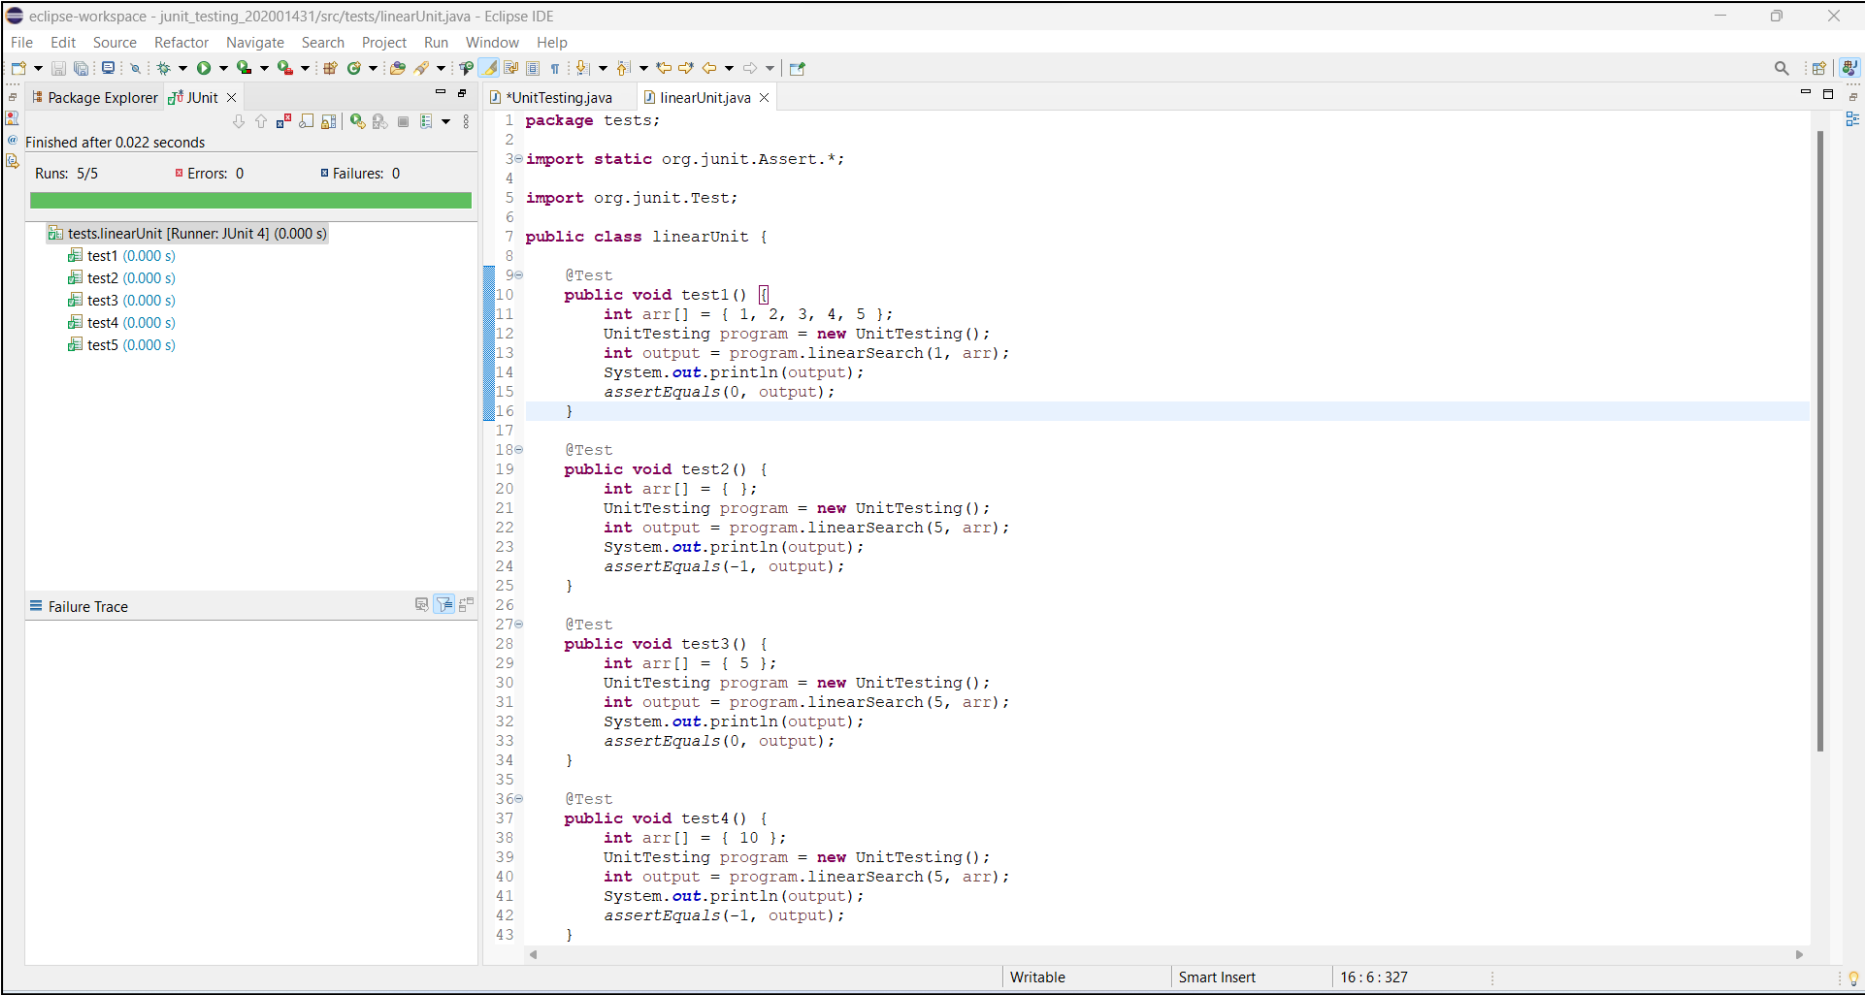 eclipse-workspace - junit_testing_202001431/src/tests/linearUnit.java - Eclipse IDE
File Edit Source Refactor Navigate Search Project Run Window Help
Package Explorer JUnit
Finished after 0.022 seconds
Runs: 5/5 Errors: 0 Failures: 0
tests.linearUnit [Runner: JUnit 4] (0.000 s)
test1 (0.000 s)
test2 (0.000 s)
test3 (0.000 s)
test4 (0.000 s)
test5 (0.000 s)
Failure Trace
*UnitTesting.java linearUnit.java
1 package tests;
2
3 import static org.junit.Assert.*;
4
5 import org.junit.Test;
6
7 public class linearUnit {
8
9 @Test
10 public void test1() {
11 int arr[] = { 1, 2, 3, 4, 5 };
12 UnitTesting program = new UnitTesting();
13 int output = program.linearSearch(1, arr);
14 System.out.println(output);
15 assertEquals(0, output);
16 }
17
18 @Test
19 public void test2() {
20 int arr[] = { };
21 UnitTesting program = new UnitTesting();
22 int output = program.linearSearch(5, arr);
23 System.out.println(output);
24 assertEquals(-1, output);
25 }
26
27 @Test
28 public void test3() {
29 int arr[] = { 5 };
30 UnitTesting program = new UnitTesting();
31 int output = program.linearSearch(5, arr);
32 System.out.println(output);
33 assertEquals(0, output);
34 }
35
36 @Test
37 public void test4() {
38 int arr[] = { 10 };
39 UnitTesting program = new UnitTesting();
40 int output = program.linearSearch(5, arr);
41 System.out.println(output);
42 assertEquals(-1, output);
43 }
Writable Smart Insert 16 : 6 : 327